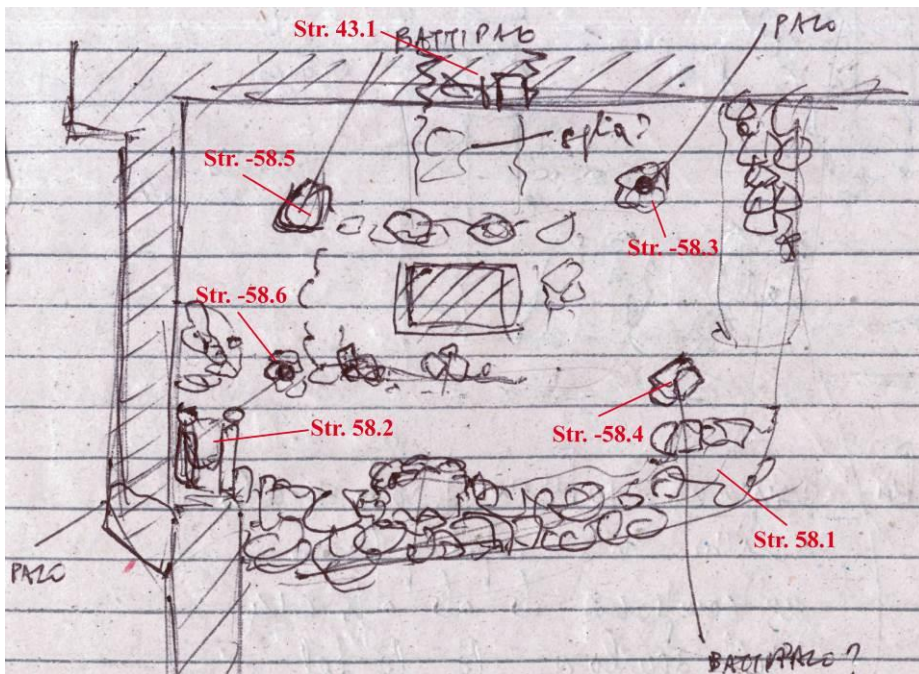 Str. 43.1
BATTIPALO
PALO
soglia?
Str. -58.5
Str. -58.3
Str. -58.6
Str. 58.2
Str. -58.4
Str. 58.1
PALO
BATTIPALO?